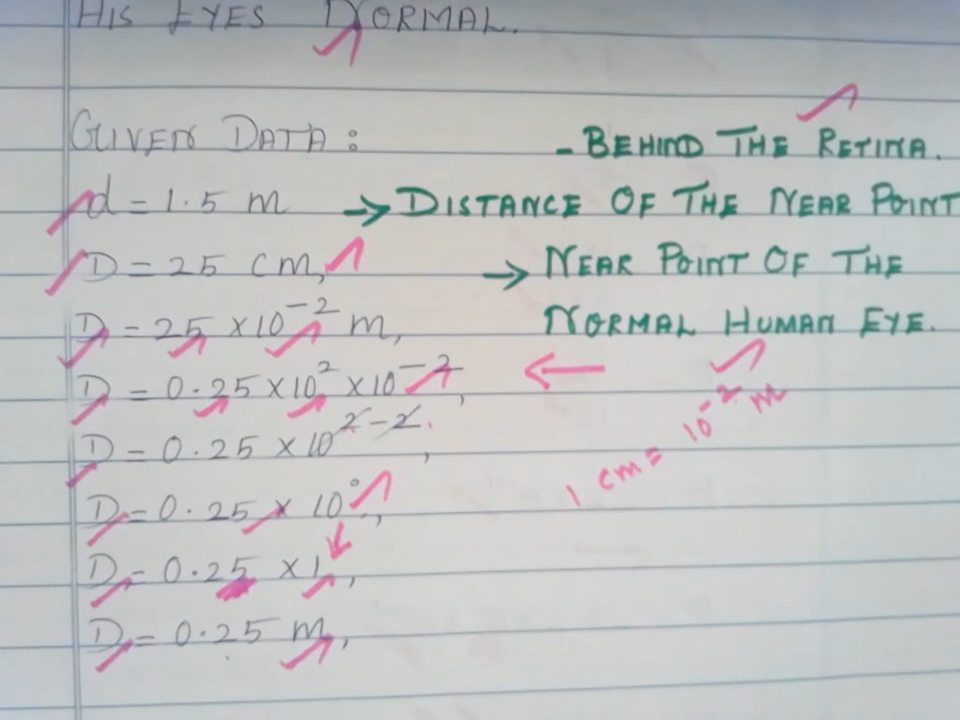 HIS EYES NORMAL.
GIVEN DATA:
- BEHIND THE RETINA.
d = 1.5 m → DISTANCE OF THE NEAR POINT
D = 25 cm, → NEAR POINT OF THE
D = 25 × 10⁻² m, NORMAL HUMAN EYE.
D = 0.25 × 10² × 10⁻², ←
1 cm = 10⁻² m
D = 0.25 × 10²⁻²,
D = 0.25 × 10°,
D = 0.25 × 1,
D = 0.25 m,